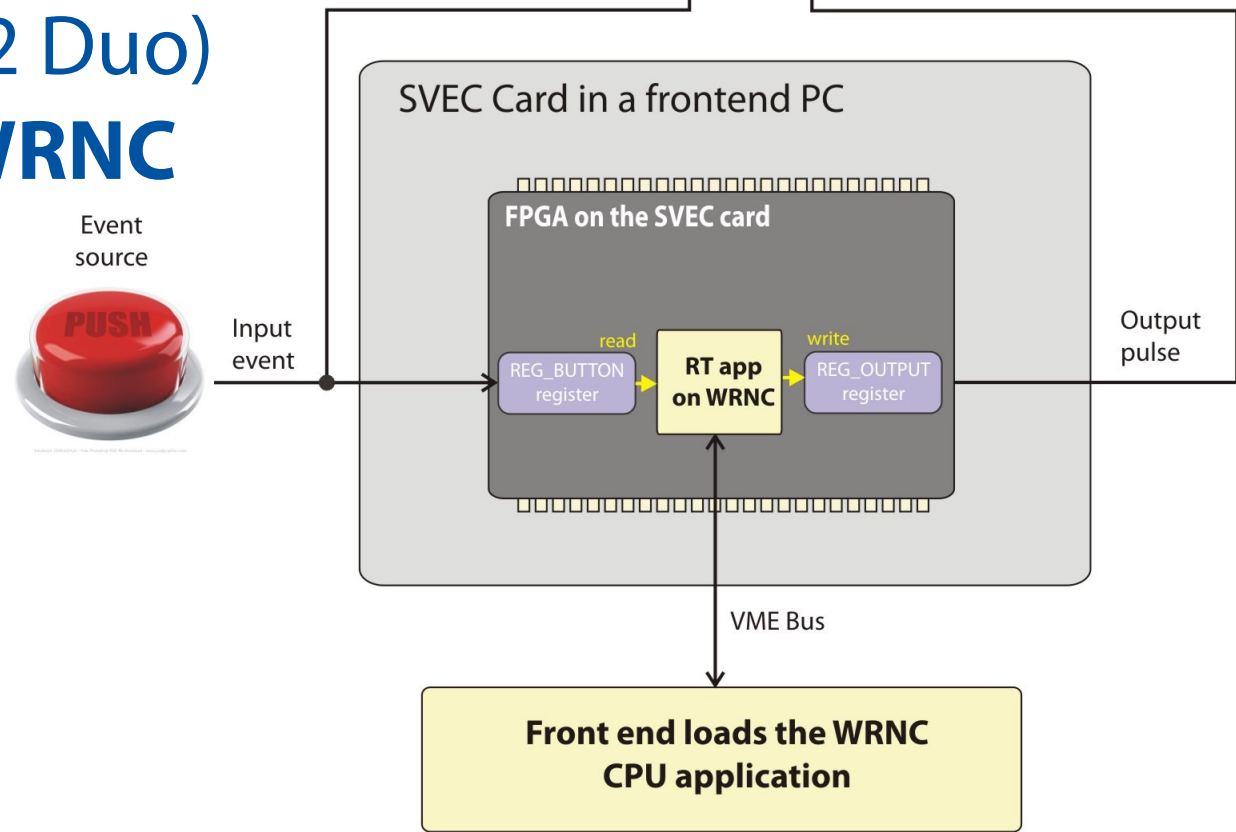 2 Duo)
WRNC
SVEC Card in a frontend PC
Event
source
FPGA on the SVEC card
PUSH
Input
event
Output
pulse
read
write
REG_BUTTON
register
RT app
on WRNC
REG_OUTPUT
register
VME Bus
Front end loads the WRNC
CPU application